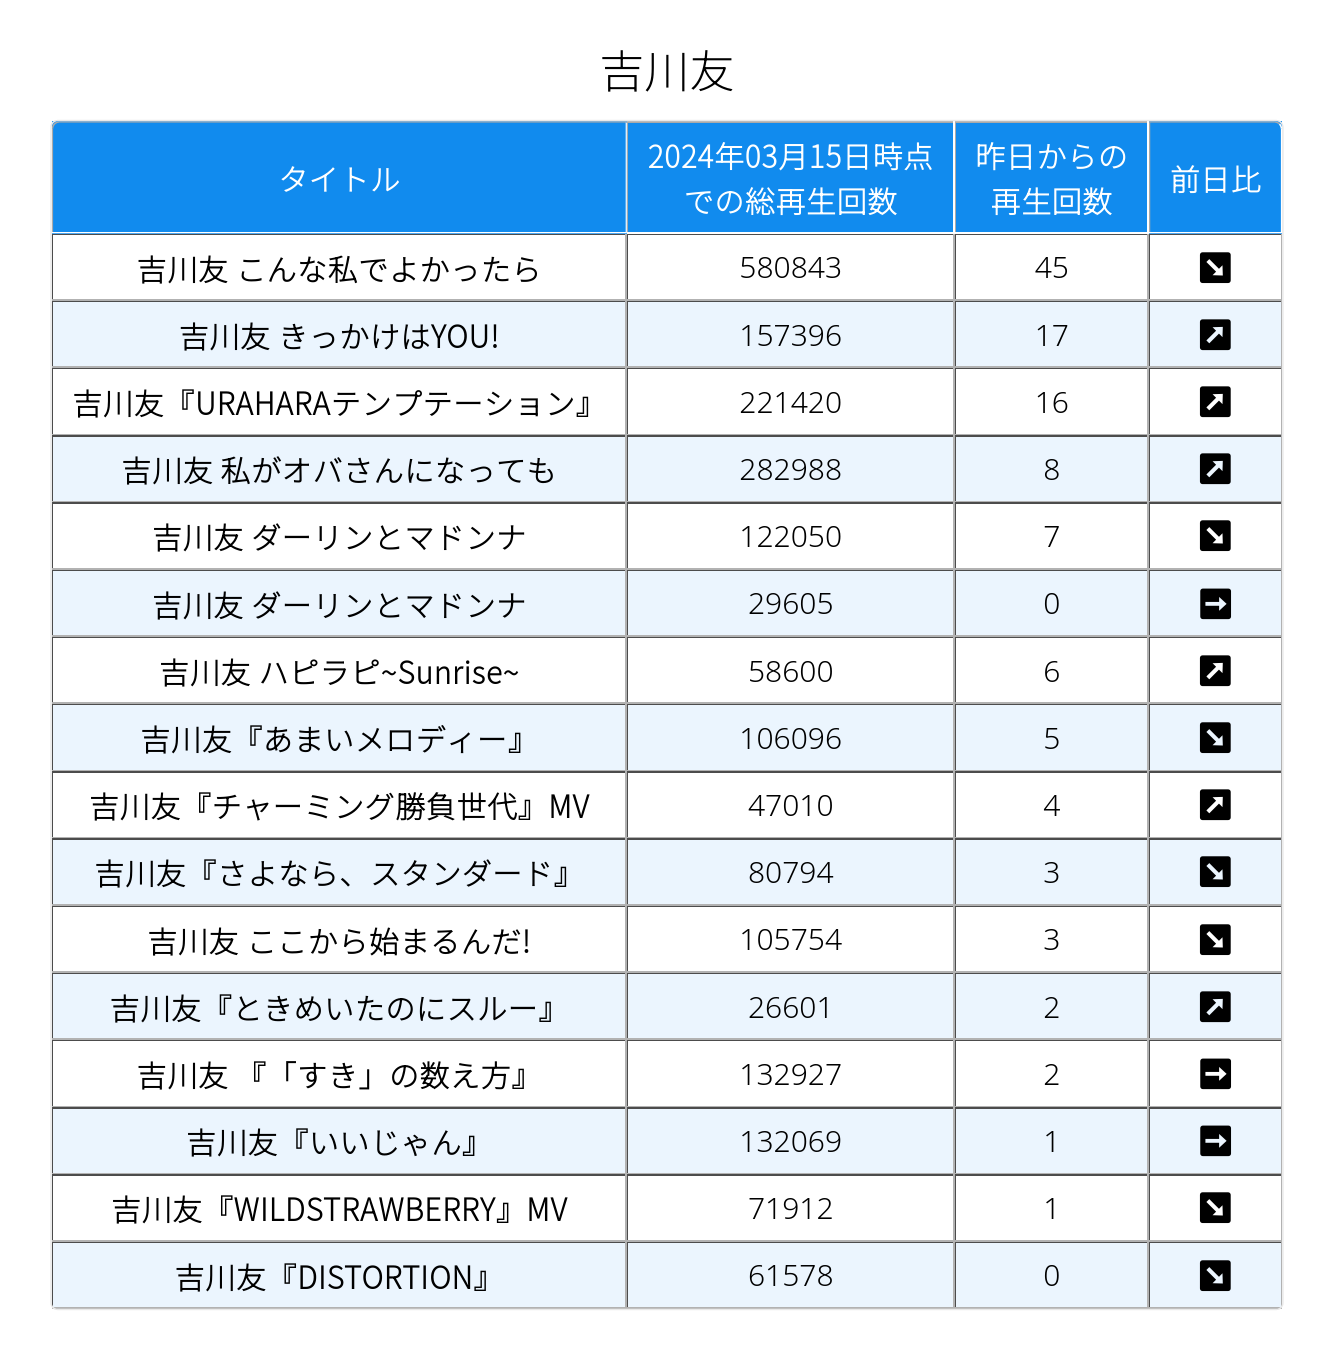 吉川友
タイトル 2024年03月15日時点での総再生回数 昨日からの再生回数 前日比
吉川友 こんな私でよかったら 580843 45 ↘
吉川友 きっかけはYOU! 157396 17 ↗
吉川友『URAHARAテンプテーション』 221420 16 ↗
吉川友 私がオバさんになっても 282988 8 ↗
吉川友 ダーリンとマドンナ 122050 7 ↘
吉川友 ダーリンとマドンナ 29605 0 →
吉川友 ハピラピ~Sunrise~ 58600 6 ↗
吉川友『あまいメロディー』 106096 5 ↘
吉川友『チャーミング勝負世代』MV 47010 4 ↗
吉川友『さよなら、スタンダード』 80794 3 ↘
吉川友 ここから始まるんだ! 105754 3 ↘
吉川友『ときめいたのにスルー』 26601 2 ↗
吉川友 『「すき」の数え方』 132927 2 →
吉川友『いいじゃん』 132069 1 →
吉川友『WILDSTRAWBERRY』MV 71912 1 ↘
吉川友『DISTORTION』 61578 0 ↘